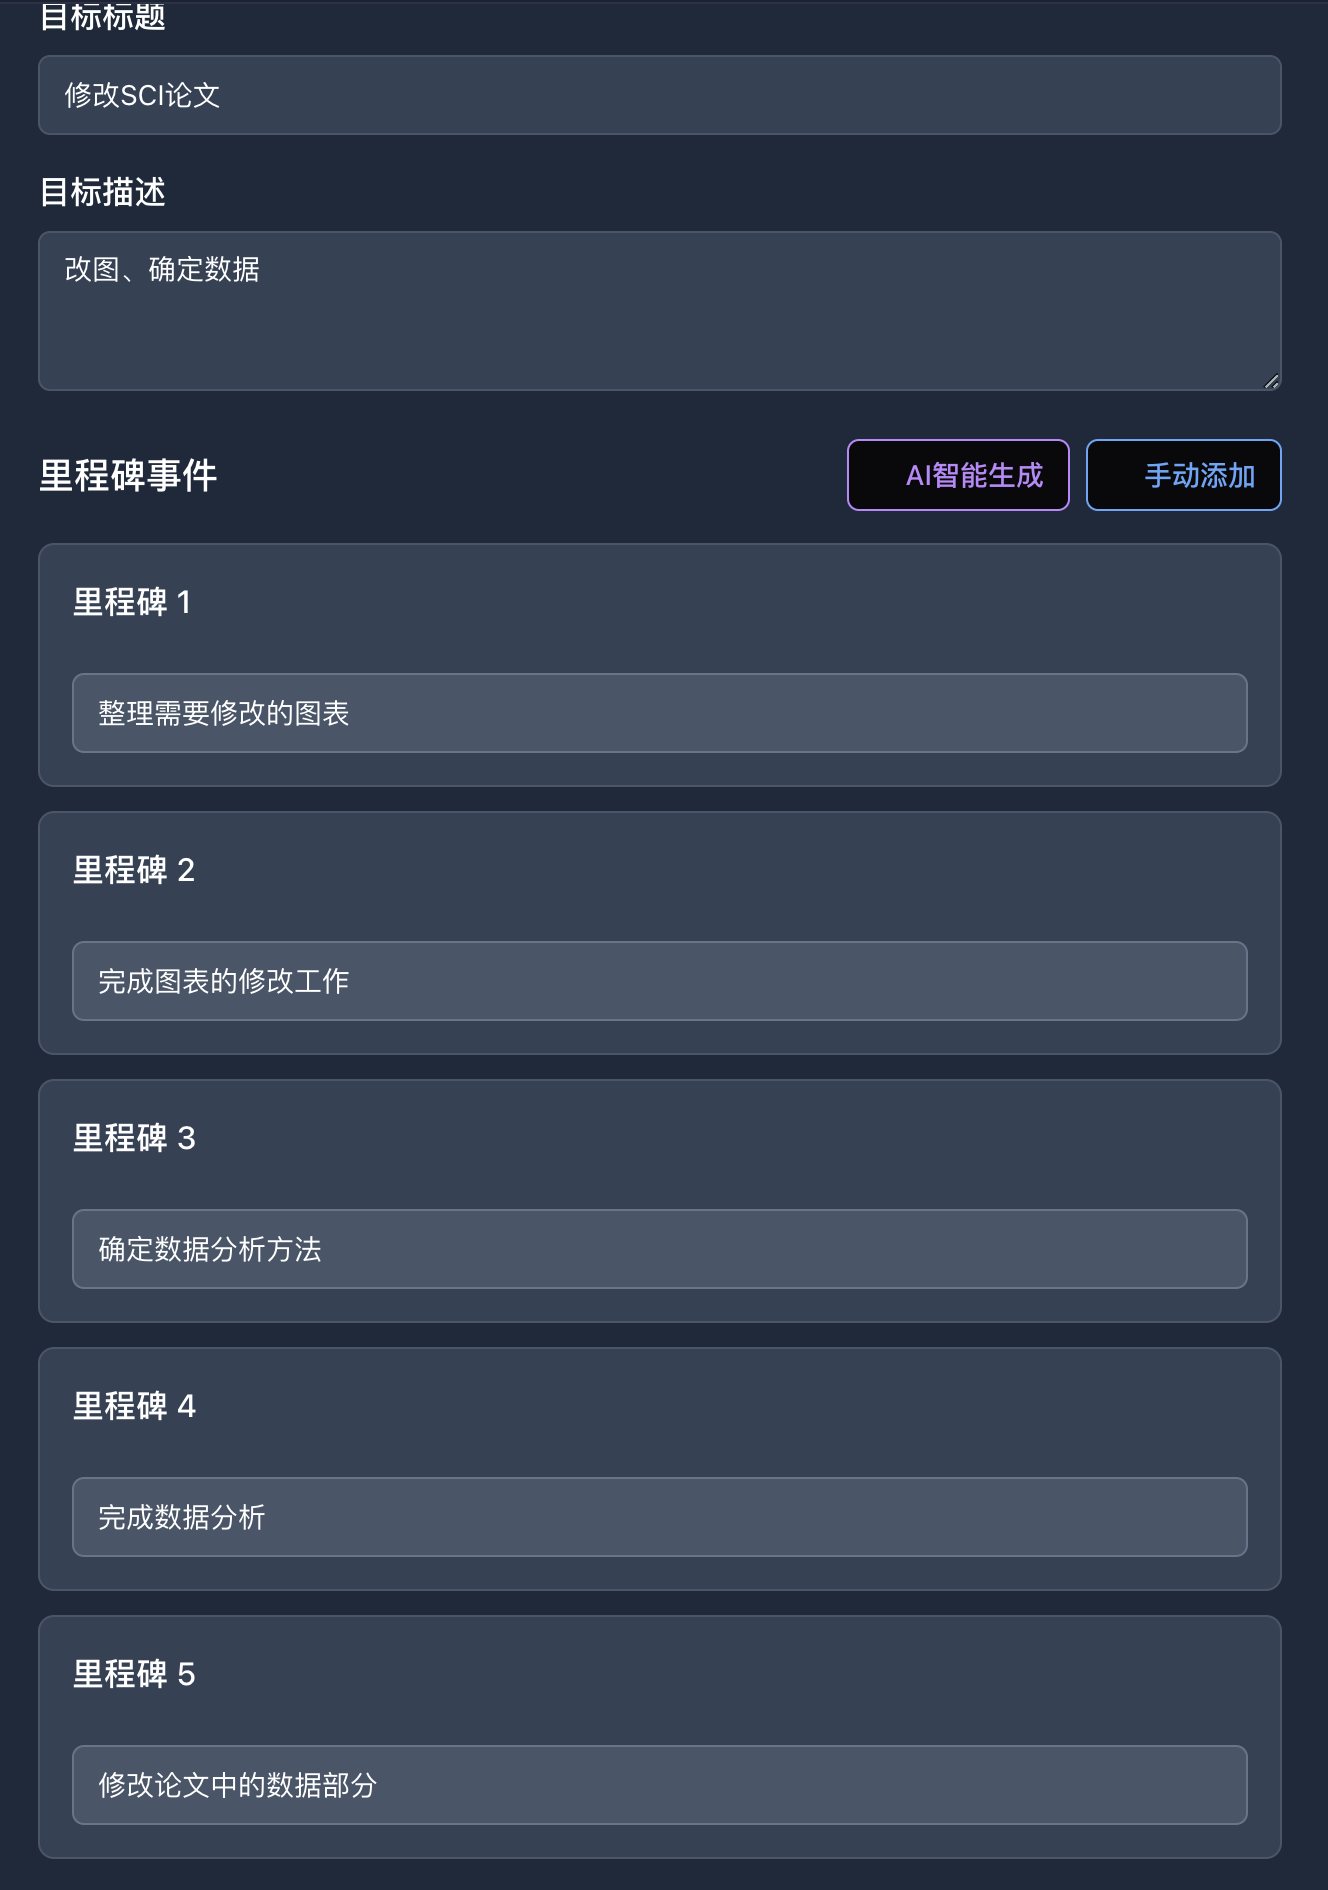 目标标题
修改SCI论文
目标描述
改图、确定数据
里程碑事件
AI智能生成
手动添加
里程碑 1
整理需要修改的图表
里程碑 2
完成图表的修改工作
里程碑 3
确定数据分析方法
里程碑 4
完成数据分析
里程碑 5
修改论文中的数据部分